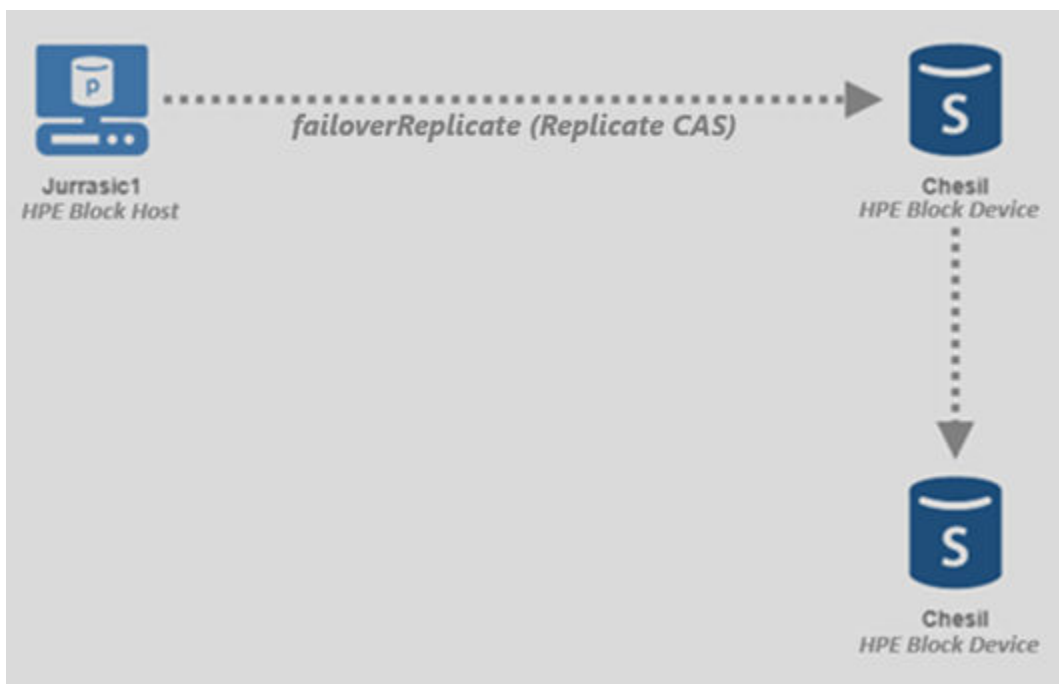 p
failoverReplicate (Replicate CAS)
S
Jurrasic1
HPE Block Host
Chesil
HPE Block Device
S
Chesil
HPE Block Device